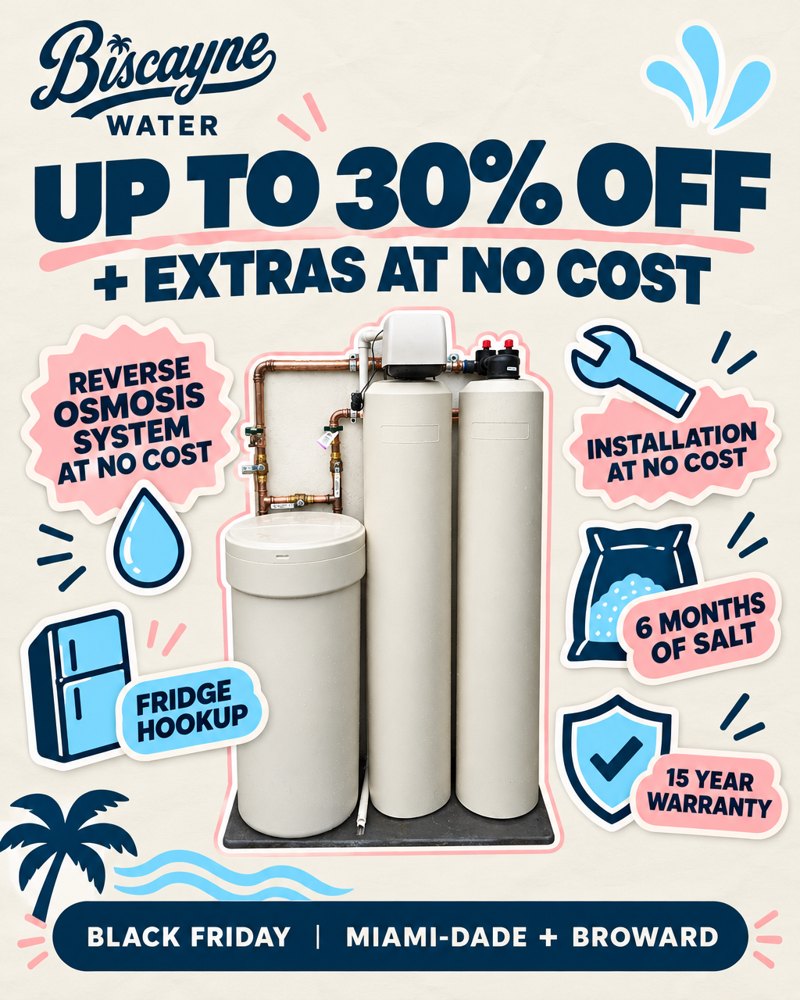 Biscayne
WATER
UP TO 30% OFF
+ EXTRAS AT NO COST
REVERSE
OSMOSIS
SYSTEM
AT NO COST
INSTALLATION
AT NO COST
6 MONTHS
OF SALT
FRIDGE
HOOKUP
15 YEAR
WARRANTY
BLACK FRIDAY | MIAMI-DADE + BROWARD